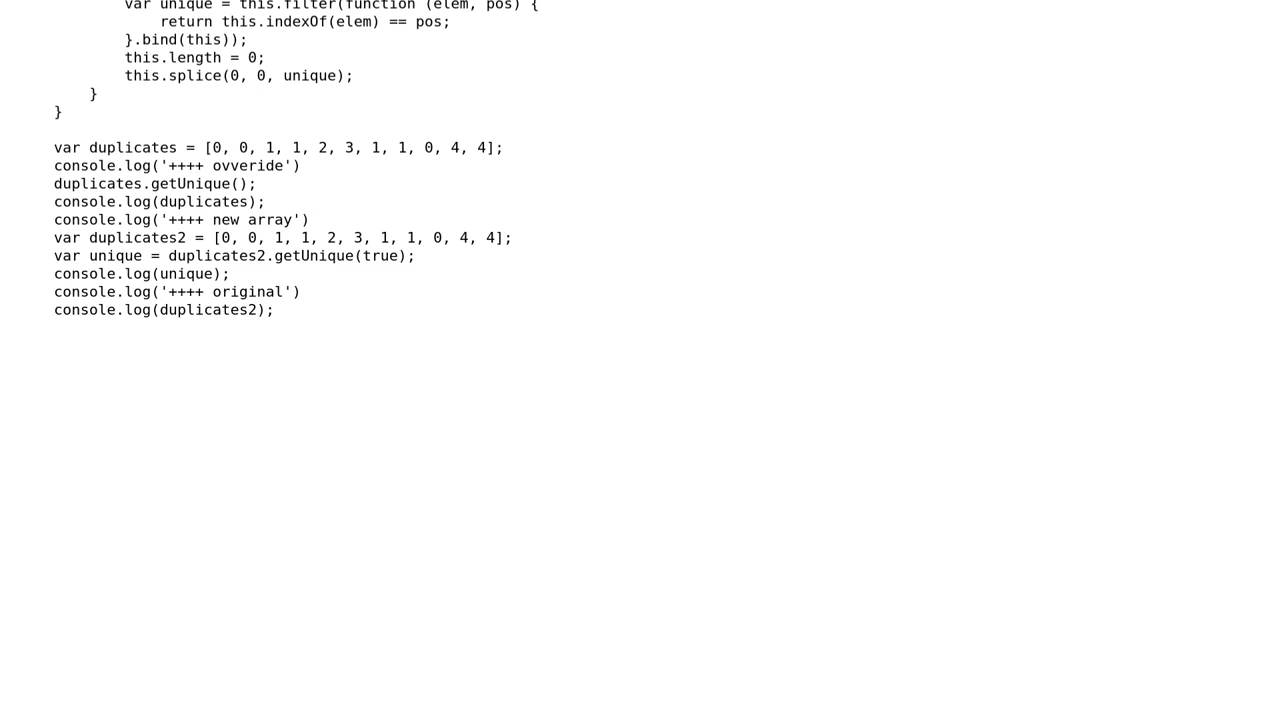 var unique = this.filter(function (elem, pos) {
            return this.indexOf(elem) == pos;
        }.bind(this));
        this.length = 0;
        this.splice(0, 0, unique);
    }
}

var duplicates = [0, 0, 1, 1, 2, 3, 1, 1, 0, 4, 4];
console.log('++++ ovveride')
duplicates.getUnique();
console.log(duplicates);
console.log('++++ new array')
var duplicates2 = [0, 0, 1, 1, 2, 3, 1, 1, 0, 4, 4];
var unique = duplicates2.getUnique(true);
console.log(unique);
console.log('++++ original')
console.log(duplicates2);